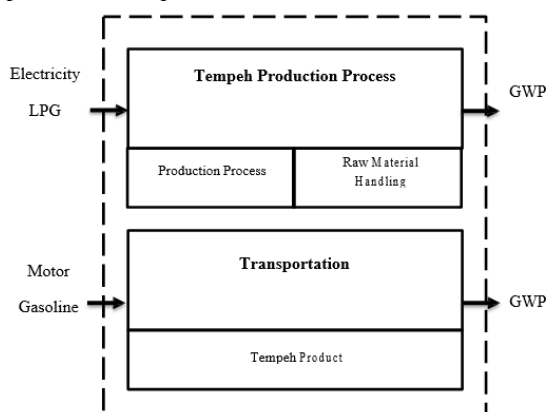 Electricity
LPG
Tempeh Production Process
GWP
Production Process
Raw Material
Handling
Motor
Gasoline
Transportation
GWP
Tempeh Product